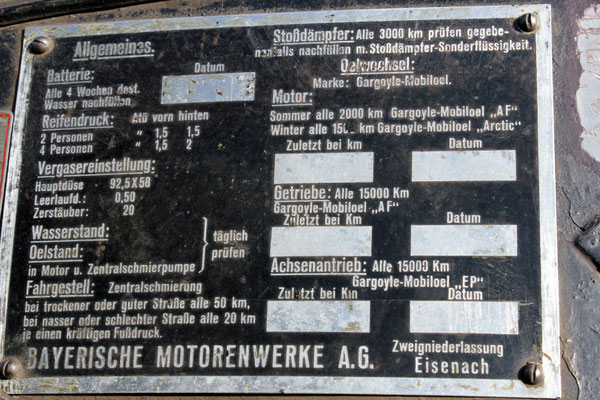 Allgemeines.
Batterie: Datum
Alle 4 Wochen dest.
Wasser nachfüllen
Reifendruck: Atü vorn hinten
2 Personen " 1,5 1,5
4 Personen " 1,5 2
Vergasereinstellung:
Hauptdüse 92,5X58
Leerlaufd.: 0,50
Zerstäuber: 20
Wasserstand:
Oelstand:
in Motor u. Zentralschmierpumpe
täglich
prüfen
Fahrgestell: Zentralschmierung
bei trockener oder guter Straße alle 50 km,
bei nasser oder schlechter Straße alle 20 km
je einen kräftigen Fußdruck.
Stoßdämpfer: Alle 3000 km prüfen gegebe-
nenfalls nachfüllen m. Stoßdämpfer-Sonderflüssigkeit.
Oelwechsel:
Marke: Gargoyle-Mobiloel.
Motor:
Sommer alle 2000 km Gargoyle-Mobiloel „AF"
Winter alle 1500 km Gargoyle-Mobiloel „Arctic"
Zuletzt bei km Datum
Getriebe: Alle 15000 Km
Gargoyle-Mobiloel „AF"
Zuletzt bei Km Datum
Achsenantrieb: Alle 15000 Km
Gargoyle-Mobiloel „EP"
Zuletzt bei Km Datum
BAYERISCHE MOTORENWERKE A.G.
Zweigniederlassung
Eisenach